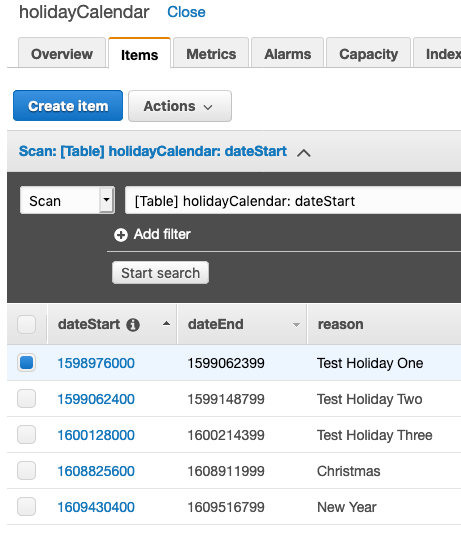 holidayCalendar Close
Overview Items Metrics Alarms Capacity Index
Create item Actions
Scan: [Table] holidayCalendar: dateStart
Scan [Table] holidayCalendar: dateStart
Add filter
Start search
dateStart dateEnd reason
1598976000 1599062399 Test Holiday One
1599062400 1599148799 Test Holiday Two
1600128000 1600214399 Test Holiday Three
1608825600 1608911999 Christmas
1609430400 1609516799 New Year